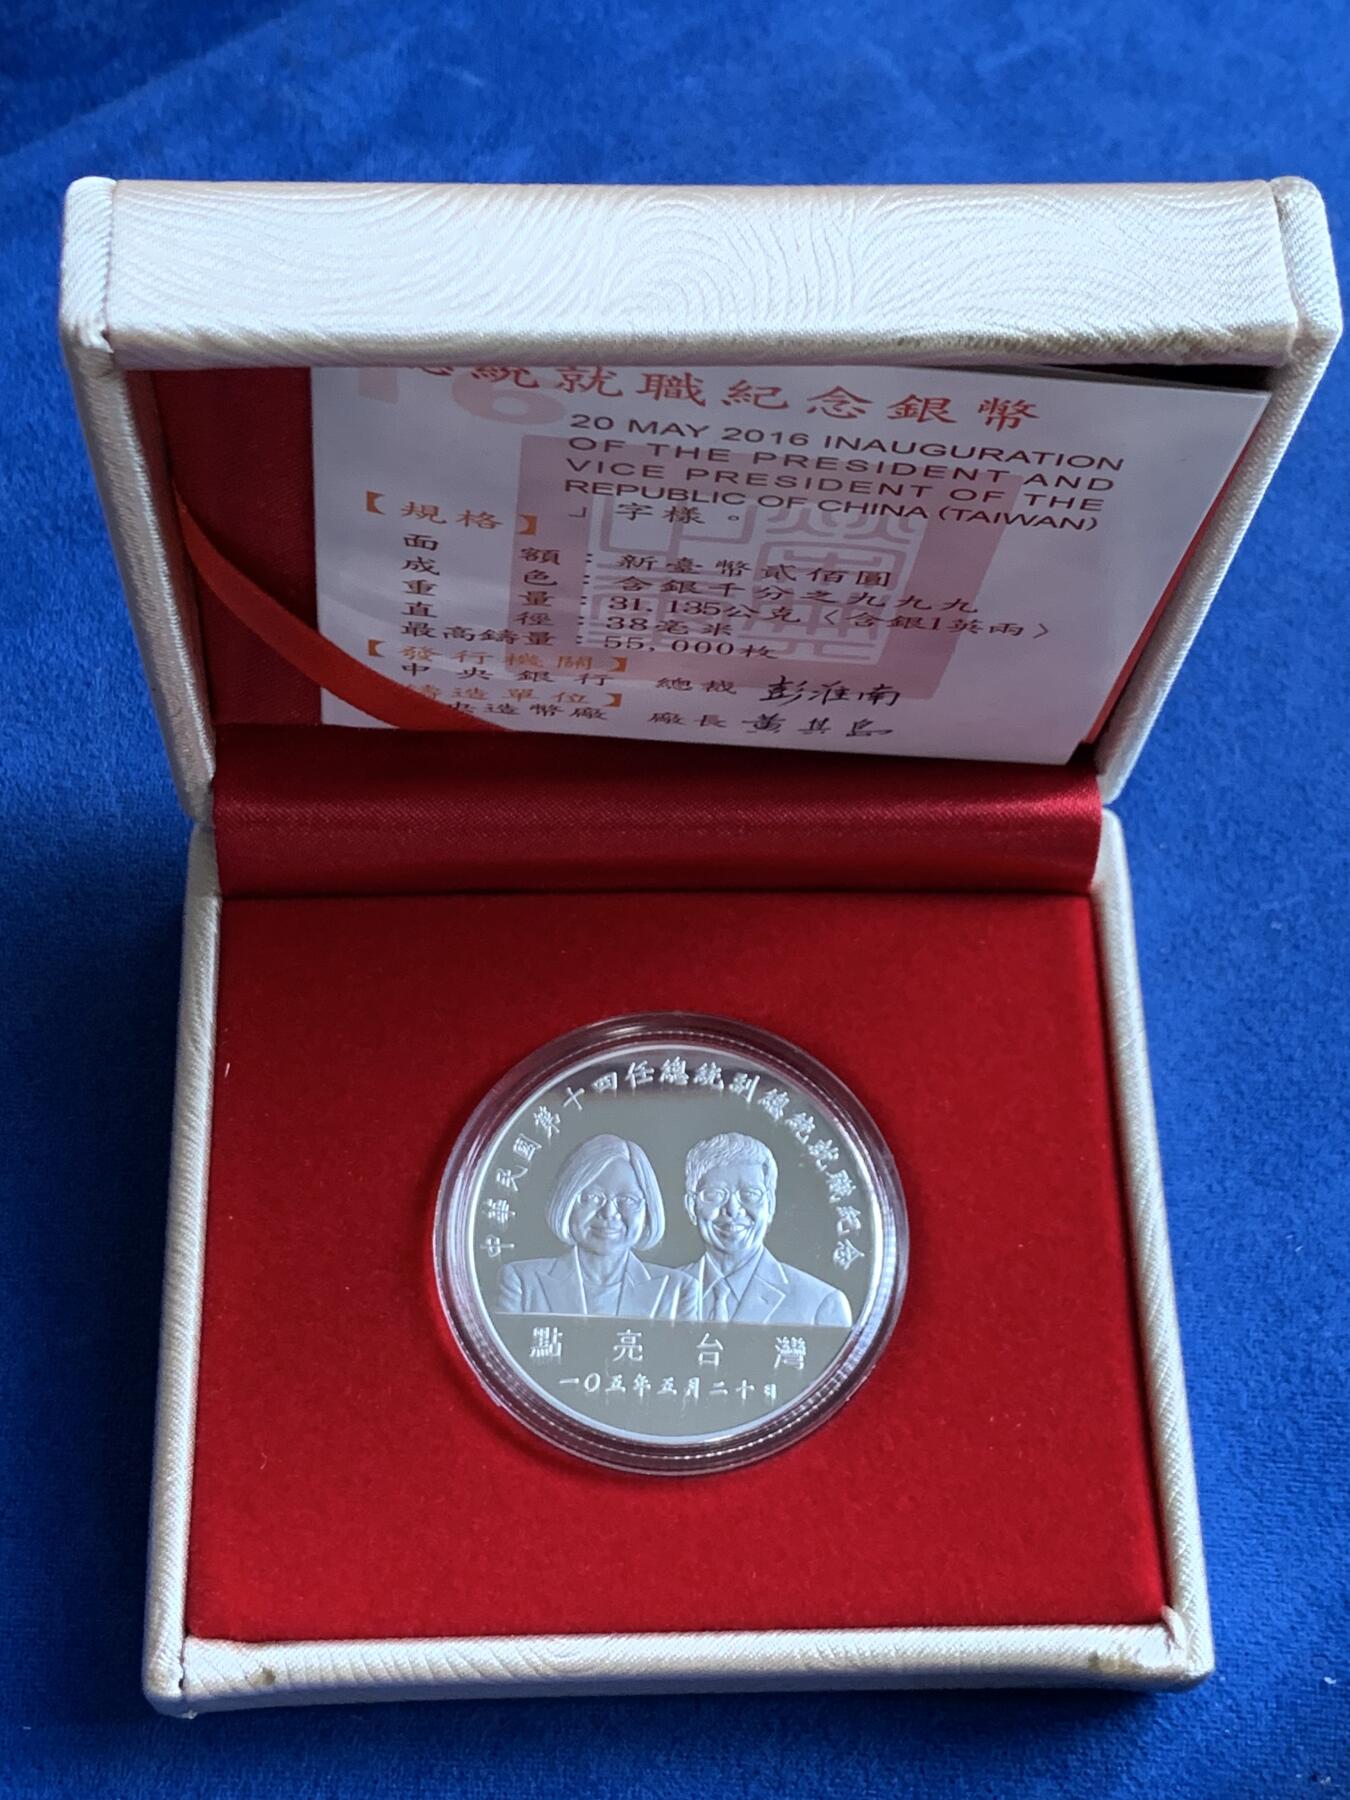 總統就職紀念銀幣
20 MAY 2016 INAUGURATION
OF THE PRESIDENT AND
VICE PRESIDENT OF THE
REPUBLIC OF CHINA (TAIWAN)
」字樣。
【規格】
面額：新臺幣貳佰圓
成色：含銀千分之九九九
重量：31.135公克〈含銀1英兩〉
直徑：38毫米
最高鑄量：55,000枚
【發行機關】
中央銀行 總裁 彭淮南
鑄造單位】
央造幣廠 廠長
中華民國第十四任總統副總統就職紀念
點亮台灣
一〇五年五月二十日